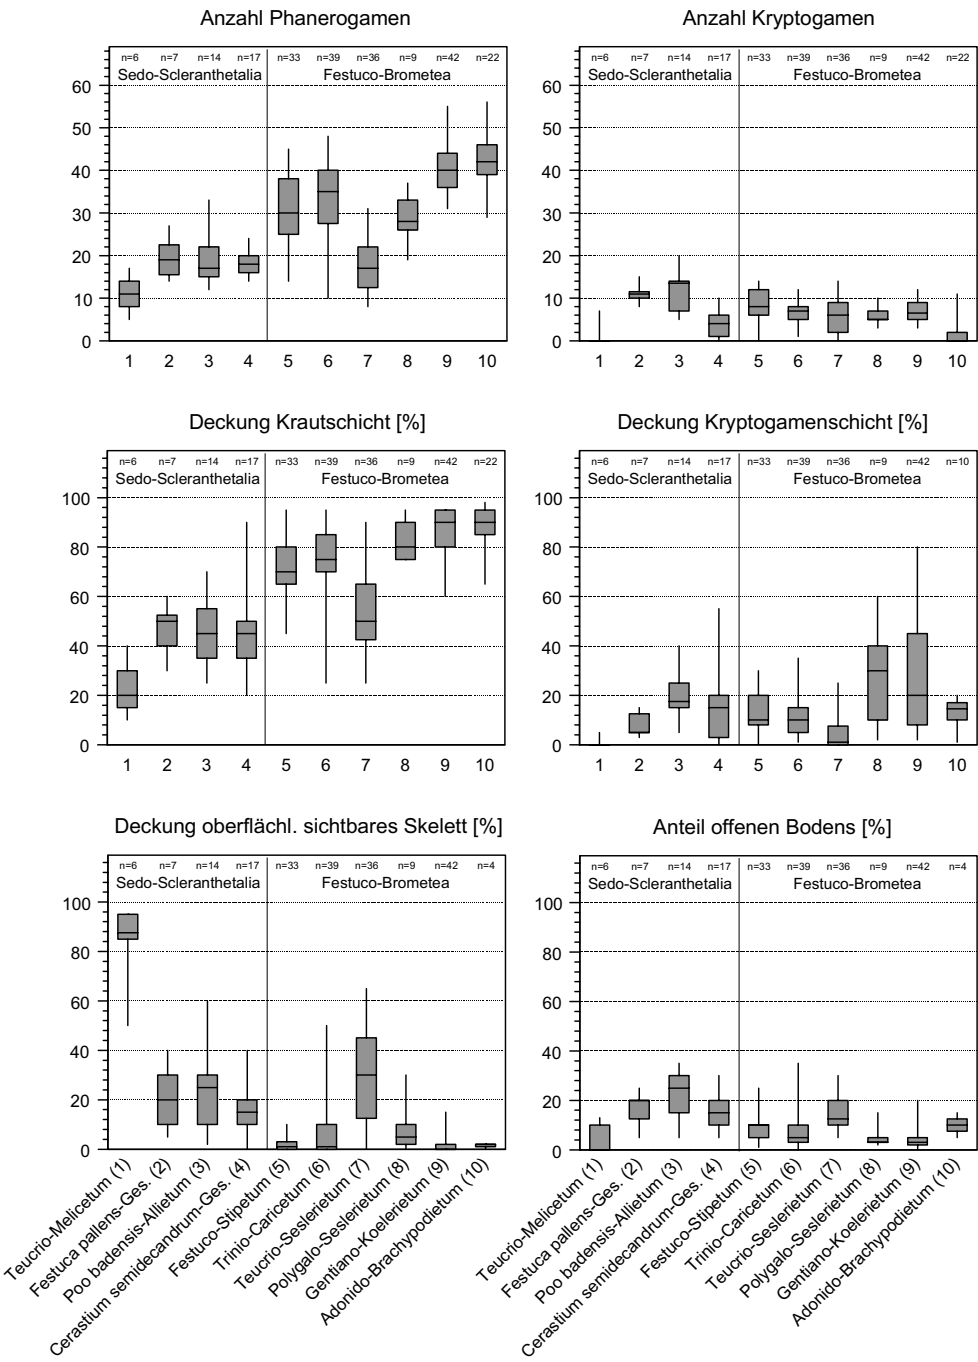 Anzahl Phanerogamen
n=6 n=7 n=14 n=17 n=33 n=39 n=36 n=9 n=42 n=22
Sedo-Scleranthetalia Festuco-Brometea
60
50
40
30
20
10
0
1 2 3 4 5 6 7 8 9 10
Anzahl Kryptogamen
n=6 n=7 n=14 n=17 n=33 n=39 n=36 n=9 n=42 n=22
Sedo-Scleranthetalia Festuco-Brometea
60
50
40
30
20
10
0
1 2 3 4 5 6 7 8 9 10
Deckung Krautschicht [%]
n=6 n=7 n=14 n=17 n=33 n=39 n=36 n=9 n=42 n=22
Sedo-Scleranthetalia Festuco-Brometea
100
80
60
40
20
0
1 2 3 4 5 6 7 8 9 10
Deckung Kryptogamenschicht [%]
n=6 n=7 n=14 n=17 n=33 n=39 n=36 n=9 n=42 n=10
Sedo-Scleranthetalia Festuco-Brometea
100
80
60
40
20
0
1 2 3 4 5 6 7 8 9 10
Deckung oberflächl. sichtbares Skelett [%]
n=6 n=7 n=14 n=17 n=33 n=39 n=36 n=9 n=42 n=4
Sedo-Scleranthetalia Festuco-Brometea
100
80
60
40
20
0
Teucrio-Melicetum (1)
Festuca pallens-Ges. (2)
Poo badensis-Allietum (3)
Cerastium semidecandrum-Ges. (4)
Festuco-Stipetum (5)
Trinio-Caricetum (6)
Teucrio-Seslerietum (7)
Polygalo-Seslerietum (8)
Gentiano-Koelerietum (9)
Adonido-Brachypodietum (10)
Anteil offenen Bodens [%]
n=6 n=7 n=14 n=17 n=33 n=39 n=36 n=9 n=42 n=4
Sedo-Scleranthetalia Festuco-Brometea
100
80
60
40
20
0
Teucrio-Melicetum (1)
Festuca pallens-Ges. (2)
Poo badensis-Allietum (3)
Cerastium semidecandrum-Ges. (4)
Festuco-Stipetum (5)
Trinio-Caricetum (6)
Teucrio-Seslerietum (7)
Polygalo-Seslerietum (8)
Gentiano-Koelerietum (9)
Adonido-Brachypodietum (10)